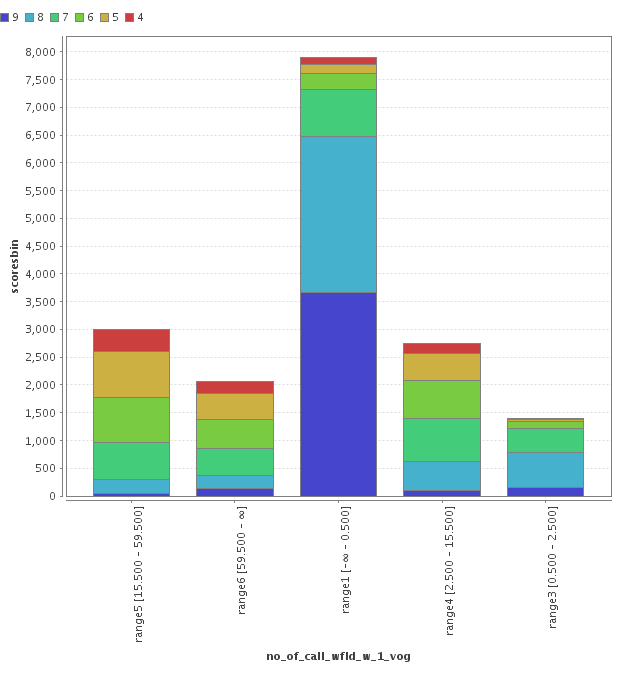 9 8 7 6 5 4
8,000
7,500
7,000
6,500
6,000
5,500
5,000
4,500
4,000
3,500
3,000
2,500
2,000
1,500
1,000
500
0
scoresbin
range5 [15.500 - 59.500]
range6 [59.500 - ∞]
range1 [-∞ - 0.500]
range4 [2.500 - 15.500]
range3 [0.500 - 2.500]
no_of_call_wfld_w_1_vog